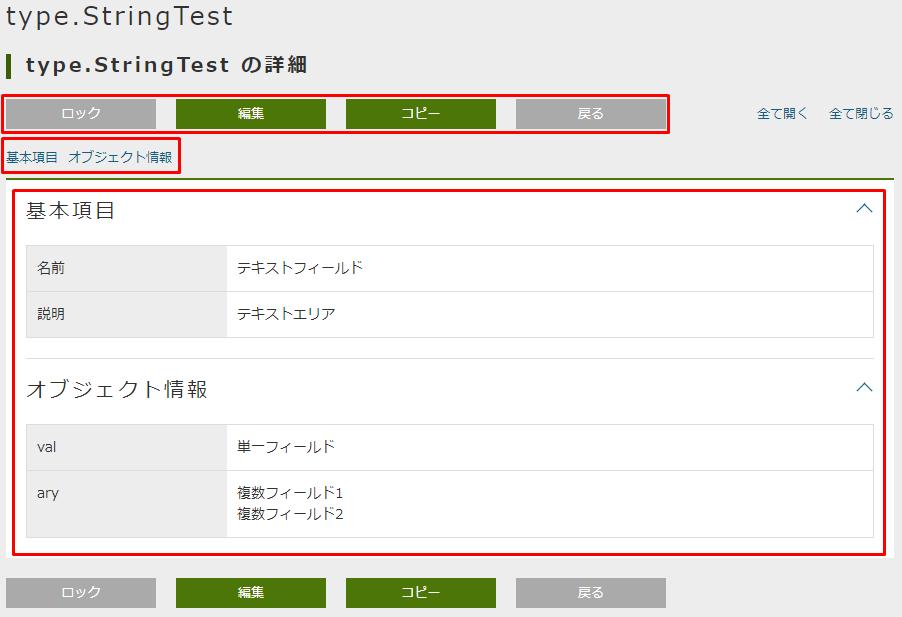 type.StringTest
type.StringTest の詳細
ロック 編集 コピー 戻る 全て開く 全て閉じる
基本項目 オブジェクト情報
基本項目
名前 テキストフィールド
説明 テキストエリア
オブジェクト情報
val 単一フィールド
ary 複数フィールド1
複数フィールド2
ロック 編集 コピー 戻る